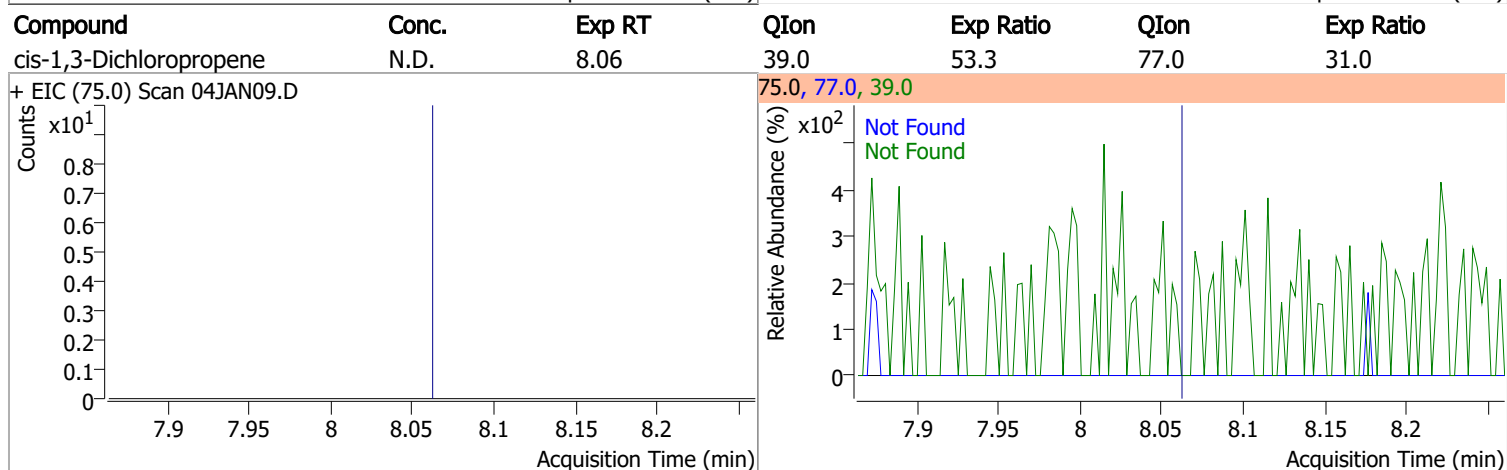 Compound Conc. Exp RT QIon Exp Ratio QIon Exp Ratio
cis-1,3-Dichloropropene N.D. 8.06 39.0 53.3 77.0 31.0
+ EIC (75.0) Scan 04JAN09.D
Counts
x10¹
0.8
0.7
0.6
0.5
0.4
0.3
0.2
0.1
0
7.9 7.95 8 8.05 8.1 8.15 8.2
Acquisition Time (min)
75.0, 77.0, 39.0
Relative Abundance (%)
x10²
Not Found
Not Found
4
3
2
1
0
7.9 7.95 8 8.05 8.1 8.15 8.2
Acquisition Time (min)